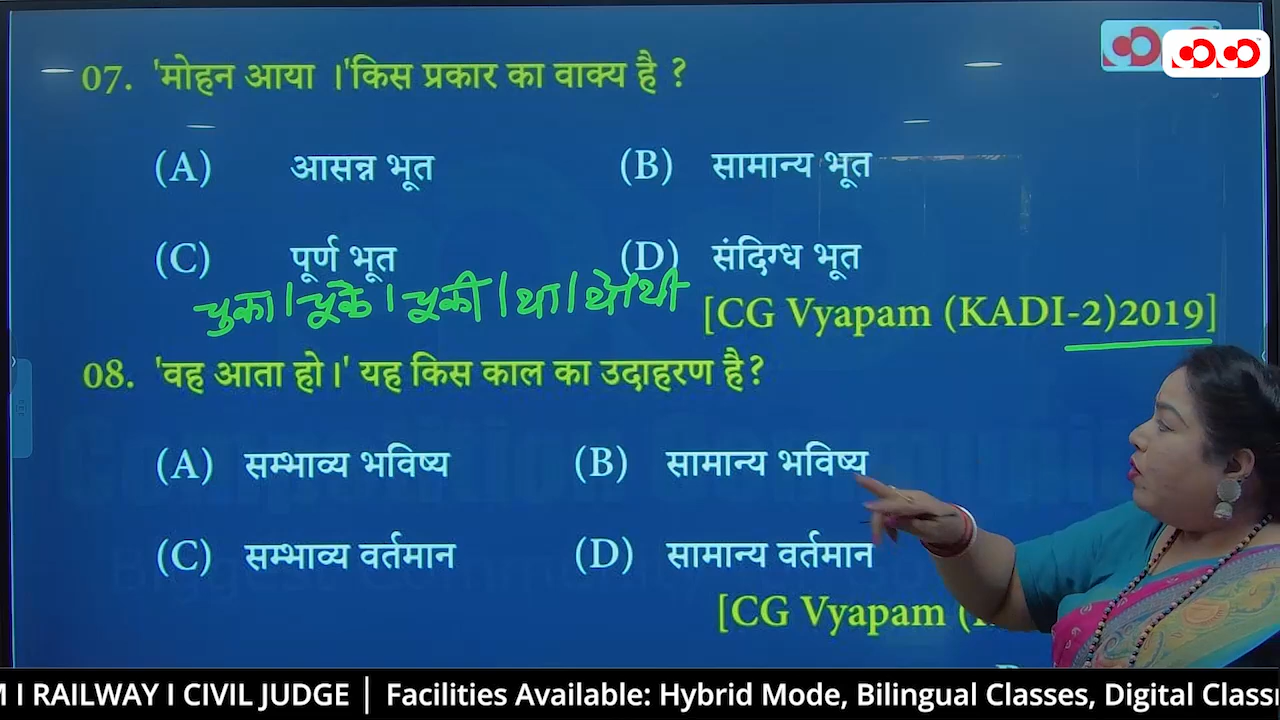 07. 'मोहन आया ।'किस प्रकार का वाक्य है ?
(A) आसन्न भूत (B) सामान्य भूत
(C) पूर्ण भूत (D) संदिग्ध भूत
चुका। चूके। चूकी। था। थे। थी
[CG Vyapam (KADI-2)2019]
08. 'वह आता हो।' यह किस काल का उदाहरण है?
(A) सम्भाव्य भविष्य (B) सामान्य भविष्य
(C) सम्भाव्य वर्तमान (D) सामान्य वर्तमान
[CG Vyapam
M I RAILWAY I CIVIL JUDGE | Facilities Available: Hybrid Mode, Bilingual Classes, Digital Class